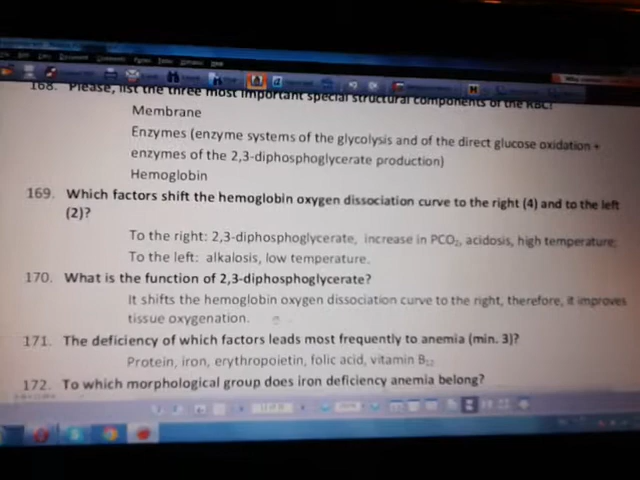 168. Please, list the three most important special structural components of the RBC!
Membrane
Enzymes (enzyme systems of the glycolysis and of the direct glucose oxidation +
enzymes of the 2,3-diphosphoglycerate production)
Hemoglobin
169. Which factors shift the hemoglobin oxygen dissociation curve to the right (4) and to the left
(2)?
To the right: 2,3-diphosphoglycerate, increase in PCO2, acidosis, high temperature;
To the left: alkalosis, low temperature.
170. What is the function of 2,3-diphosphoglycerate?
It shifts the hemoglobin oxygen dissociation curve to the right, therefore, it improves
tissue oxygenation.
171. The deficiency of which factors leads most frequently to anemia (min. 3)?
Protein, iron, erythropoietin, folic acid, vitamin B12
172. To which morphological group does iron deficiency anemia belong?